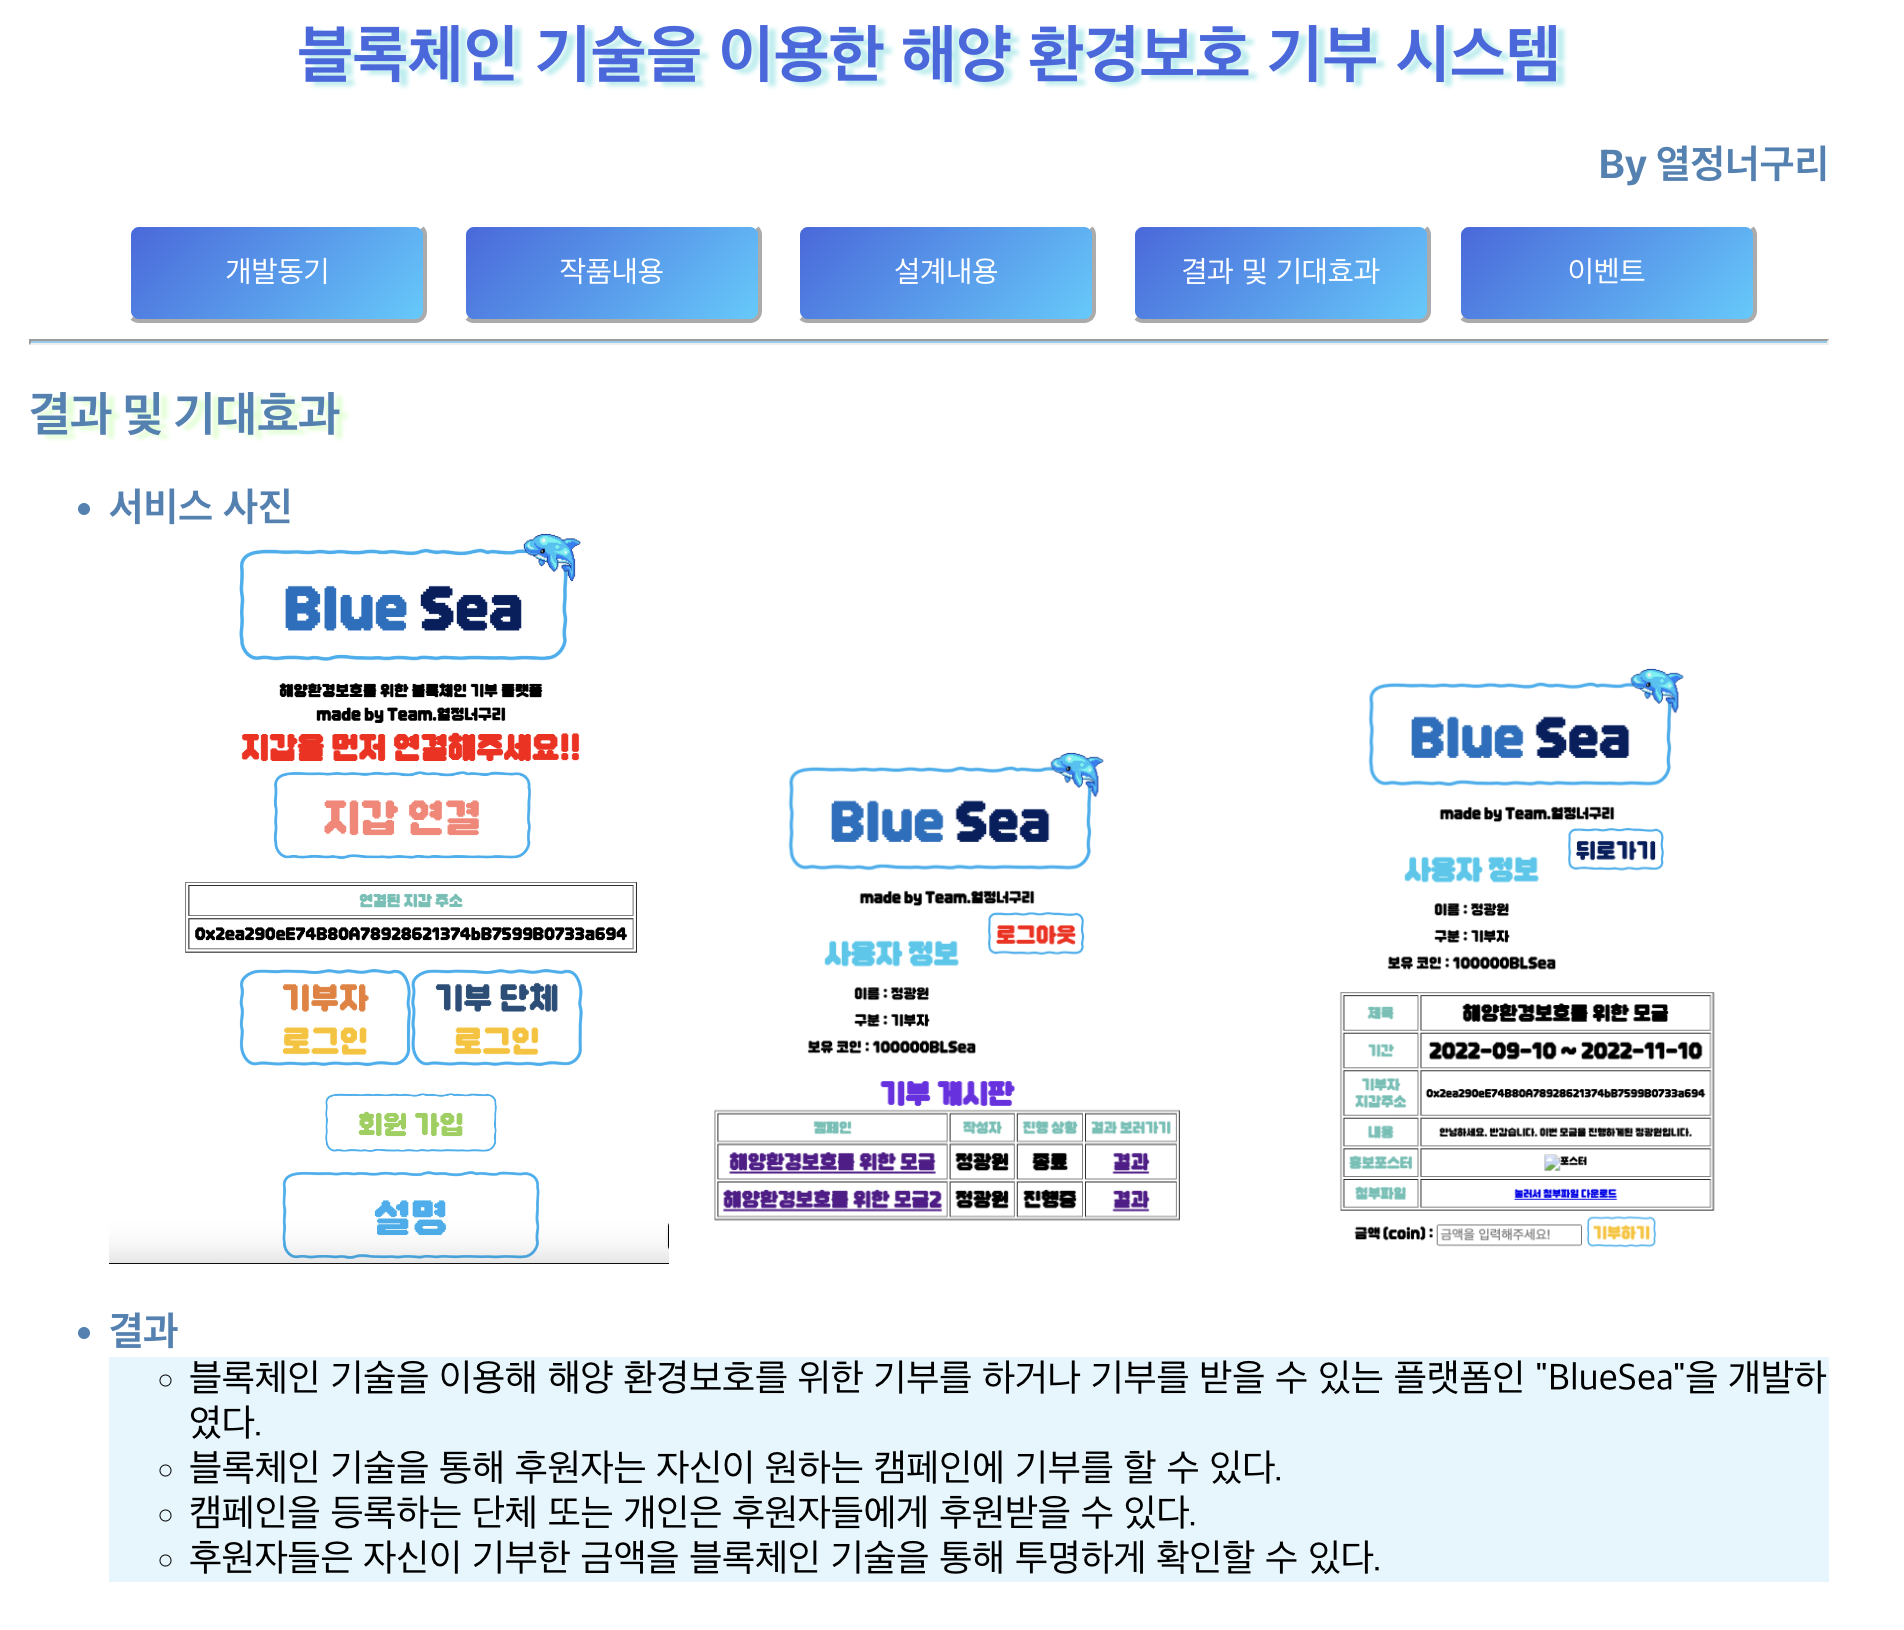 블록체인 기술을 이용한 해양 환경보호 기부 시스템
By 열정너구리
개발동기
작품내용
설계내용
결과 및 기대효과
이벤트
결과 및 기대효과
서비스 사진
Blue Sea
해양환경보호를 위한 블록체인 기부 플랫폼
made by Team.열정너구리
지갑을 먼저 연결해주세요!!
지갑 연결
연결된 지갑 주소
0x2ea290eE74B80A78928621374bB7599B0733a694
기부자
로그인
기부 단체
로그인
회원 가입
설명
Blue Sea
made by Team.열정너구리
로그아웃
사용자 정보
이름 : 정광원
구분 : 기부자
보유 코인 : 100000BLSea
기부 게시판
캠페인 작성자 진행 상황 결과 보러가기
해양환경보호를 위한 모금 정광원 종료 결과
해양환경보호를 위한 모금2 정광원 진행중 결과
Blue Sea
made by Team.열정너구리
뒤로가기
사용자 정보
이름 : 정광원
구분 : 기부자
보유 코인 : 100000BLSea
제목 해양환경보호를 위한 모금
기간 2022-09-10 ~ 2022-11-10
기부자
지갑주소
0x2ea290eE74B80A78928621374bB7599B0733a694
내용 안녕하세요. 반갑습니다. 이번 모금을 진행하게된 정광원입니다.
홍보포스터 포스터
첨부파일 눌러서 첨부파일 다운로드
금액 (coin) : 금액을 입력해주세요! 기부하기
결과
블록체인 기술을 이용해 해양 환경보호를 위한 기부를 하거나 기부를 받을 수 있는 플랫폼인 "BlueSea"을 개발하
였다.
블록체인 기술을 통해 후원자는 자신이 원하는 캠페인에 기부를 할 수 있다.
캠페인을 등록하는 단체 또는 개인은 후원자들에게 후원받을 수 있다.
후원자들은 자신이 기부한 금액을 블록체인 기술을 통해 투명하게 확인할 수 있다.